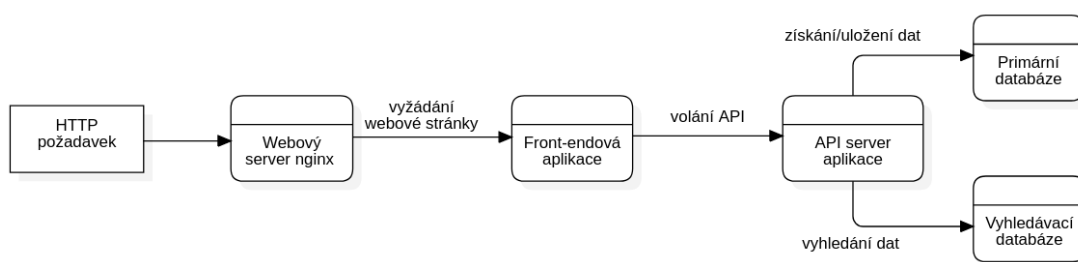 HTTP
požadavek
Webový
server nginx
vyžádání
webové stránky
Front-endová
aplikace
volání API
API server
aplikace
získání/uložení dat
Primární
databáze
vyhledání dat
Vyhledávací
databáze